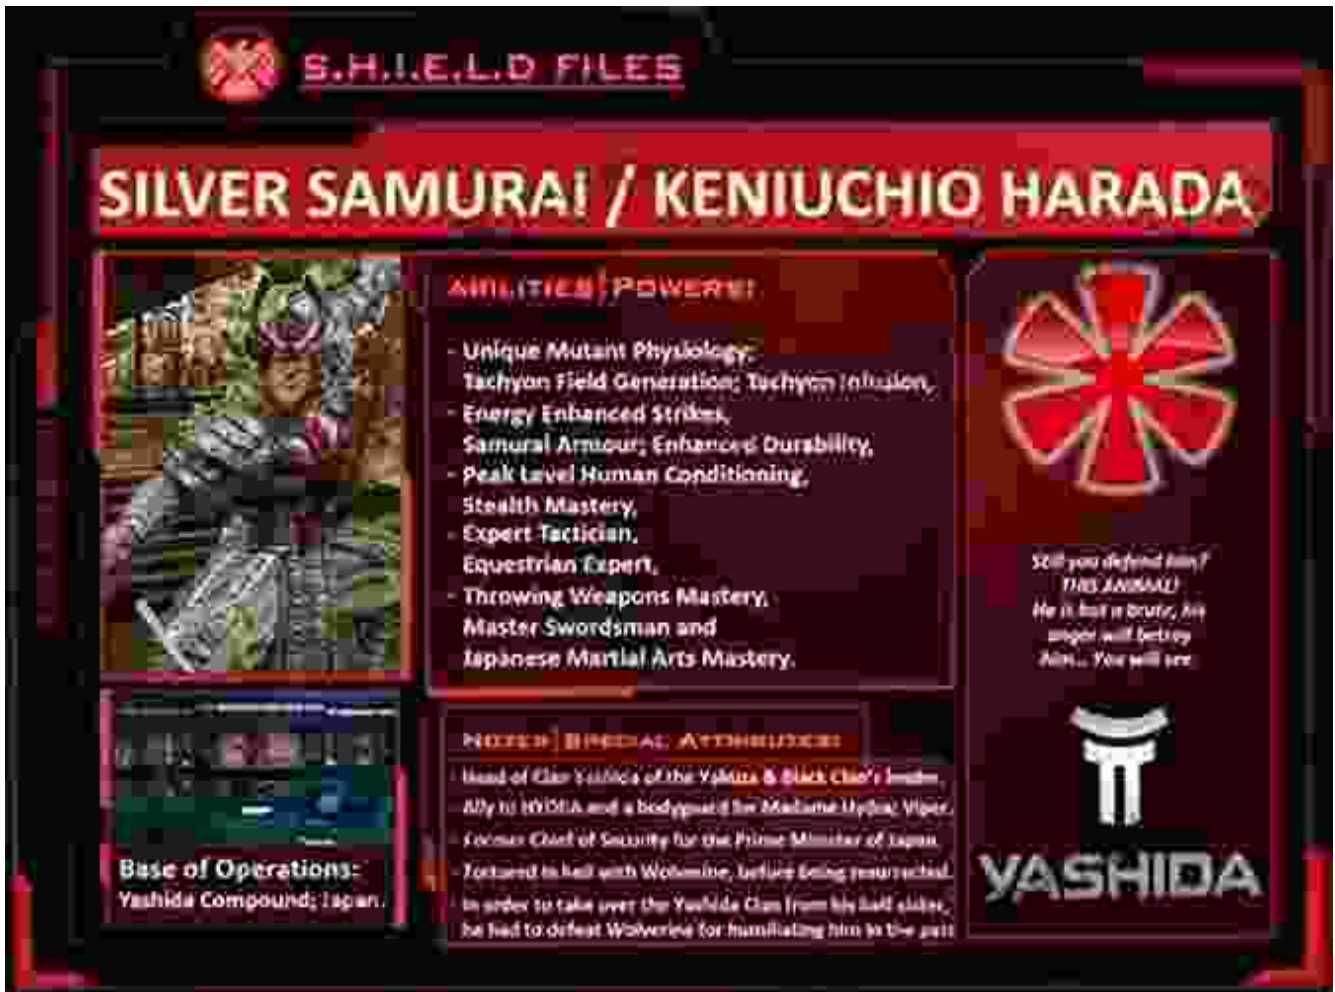 S.H.I.E.L.D FILES
SILVER SAMURAI / KENIUCHIO HARADA
ABILITIES|POWERS:
- Unique Mutant Physiology:
Tachyon Field Generation; Tachyon Infusion,
- Energy Enhanced Strikes,
Samurai Armour; Enhanced Durability,
- Peak Level Human Conditioning,
Stealth Mastery,
- Expert Tactician,
Equestrian Expert,
- Throwing Weapons Mastery,
Master Swordsman and
Japanese Martial Arts Mastery.
NOTES|SPECIAL ATTRIBUTES:
- Head of Clan Yashida of the Yakuza & Black Clan's leader,
- Ally to HYDRA and a bodyguard for Madame Hydra; Viper.
- Former Chief of Security for the Prime Minister of Japan.
- Tortured in hell with Wolverine, before being resurrected.
- In order to take over the Yashida Clan from his half sister,
he had to defeat Wolverine for humiliating him in the past
Base of Operations:
Yashida Compound; Japan.
Still you defend him?
THIS ANIMAL!
He is but a brute, his
anger will betray
him... You will see
YASHIDA